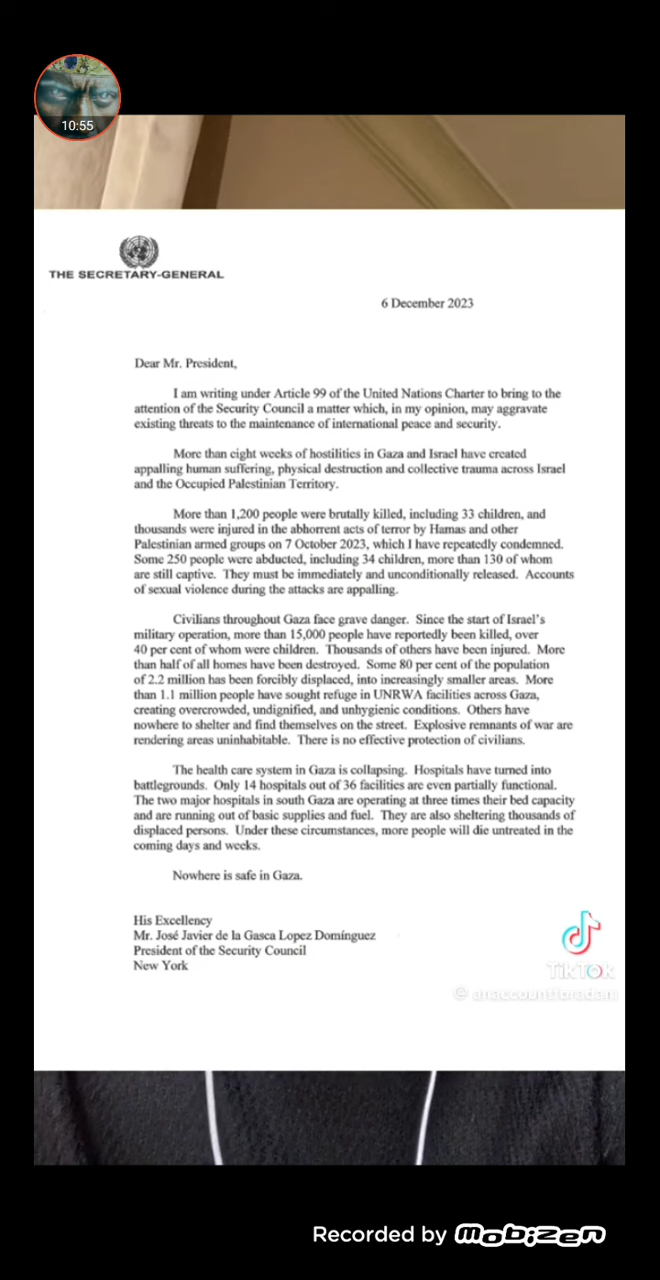 10:55
THE SECRETARY-GENERAL
6 December 2023
Dear Mr. President,
I am writing under Article 99 of the United Nations Charter to bring to the
attention of the Security Council a matter which, in my opinion, may aggravate
existing threats to the maintenance of international peace and security.
More than eight weeks of hostilities in Gaza and Israel have created
appalling human suffering, physical destruction and collective trauma across Israel
and the Occupied Palestinian Territory.
More than 1,200 people were brutally killed, including 33 children, and
thousands were injured in the abhorrent acts of terror by Hamas and other
Palestinian armed groups on 7 October 2023, which I have repeatedly condemned.
Some 250 people were abducted, including 34 children, more than 130 of whom
are still captive. They must be immediately and unconditionally released. Accounts
of sexual violence during the attacks are appalling.
Civilians throughout Gaza face grave danger. Since the start of Israel's
military operation, more than 15,000 people have reportedly been killed, over
40 per cent of whom were children. Thousands of others have been injured. More
than half of all homes have been destroyed. Some 80 per cent of the population
of 2.2 million has been forcibly displaced, into increasingly smaller areas. More
than 1.1 million people have sought refuge in UNRWA facilities across Gaza,
creating overcrowded, undignified, and unhygienic conditions. Others have
nowhere to shelter and find themselves on the street. Explosive remnants of war are
rendering areas uninhabitable. There is no effective protection of civilians.
The health care system in Gaza is collapsing. Hospitals have turned into
battlegrounds. Only 14 hospitals out of 36 facilities are even partially functional.
The two major hospitals in south Gaza are operating at three times their bed capacity
and are running out of basic supplies and fuel. They are also sheltering thousands of
displaced persons. Under these circumstances, more people will die untreated in the
coming days and weeks.
Nowhere is safe in Gaza.
His Excellency
Mr. José Javier de la Gasca Lopez Domínguez
President of the Security Council
New York
TikTok
@anaccountforadani
Recorded by mobizen